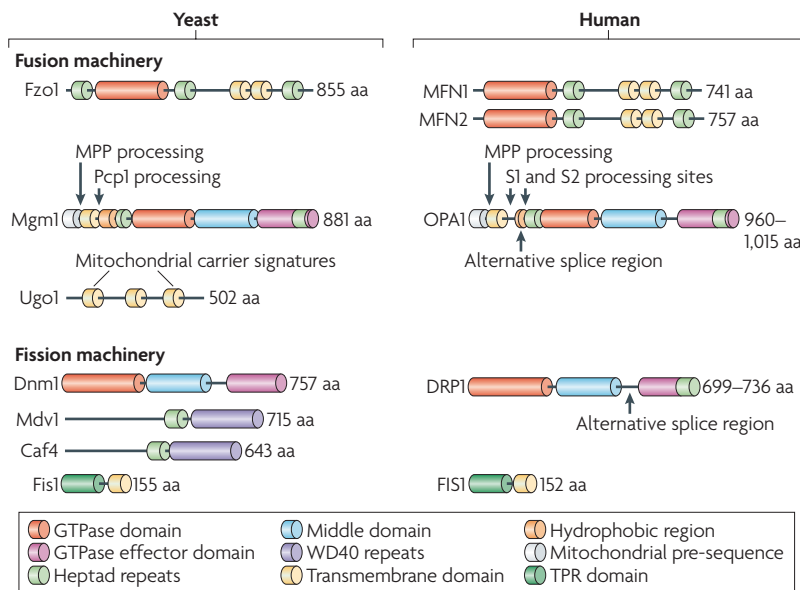 Yeast
Human
Fusion machinery
Fzo1
855 aa
MFN1
741 aa
MFN2
757 aa
MPP processing
Pcp1 processing
Mgm1
881 aa
MPP processing
S1 and S2 processing sites
OPA1
960–
1,015 aa
Alternative splice region
Mitochondrial carrier signatures
Ugo1
502 aa
Fission machinery
Dnm1
757 aa
DRP1
699–736 aa
Alternative splice region
Mdv1
715 aa
Caf4
643 aa
Fis1
155 aa
FIS1
152 aa
GTPase domain
Middle domain
Hydrophobic region
GTPase effector domain
WD40 repeats
Mitochondrial pre-sequence
Heptad repeats
Transmembrane domain
TPR domain